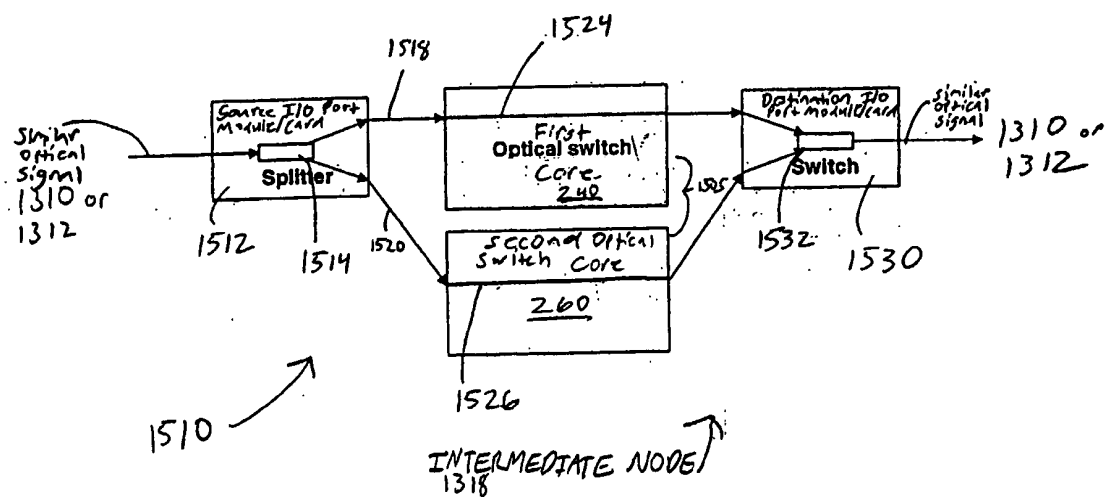 1524
1518
Source I/O Port
Module/Card
Splitter
similar
optical
signal
1310 or
1312
1512
1514
1520
First
Optical switch
Core
240
1525
second Optical
switch Core
260
1526
Destination I/O
Port Module/Card
Switch
1532
1530
similar
optical
signal
1310 or
1312
1510
INTERMEDIATE NODE
1318